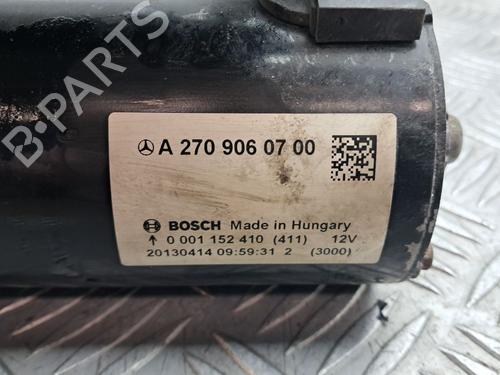 B-PARTS
A 270 906 07 00
BOSCH Made in Hungary
↑ 0 001 152 410 (411) 12V
20130414 09:59:31 2 (3000)